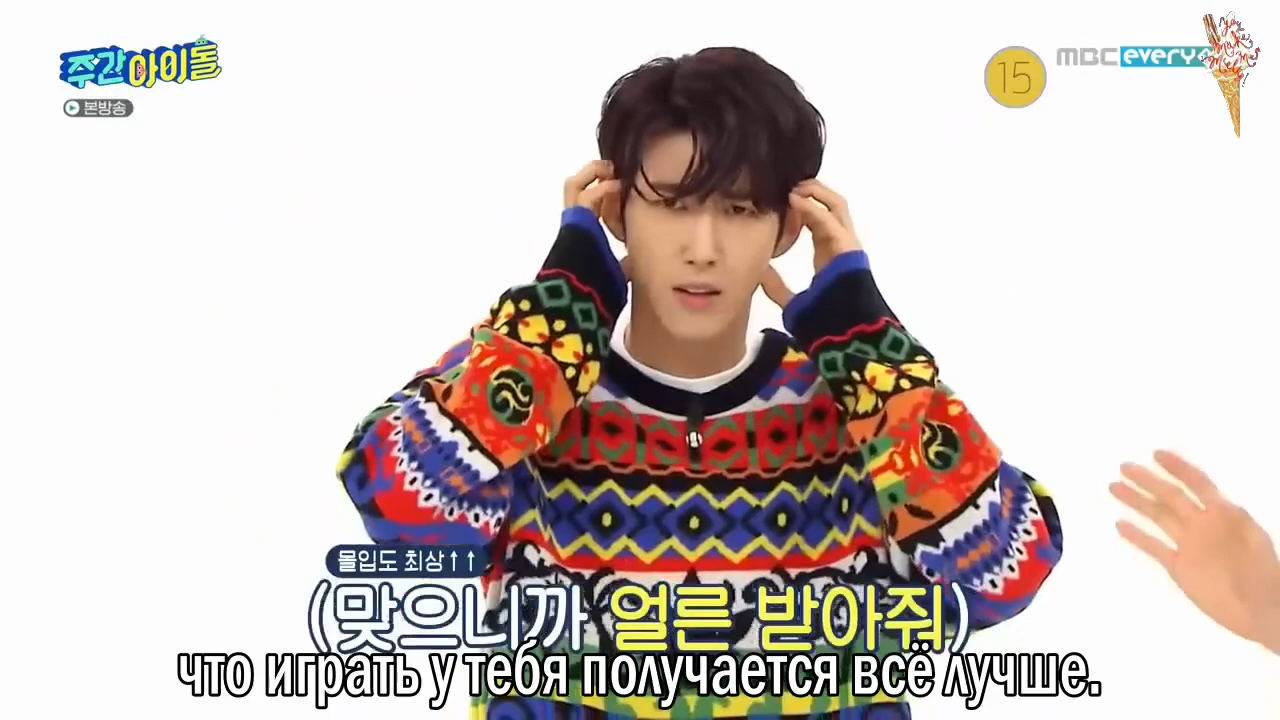 주간아이돌
본방송
15
MBC every
몰입도 최상↑↑
(맞으니까 얼른 받아줘)
что играть у тебя получается всё лучше.